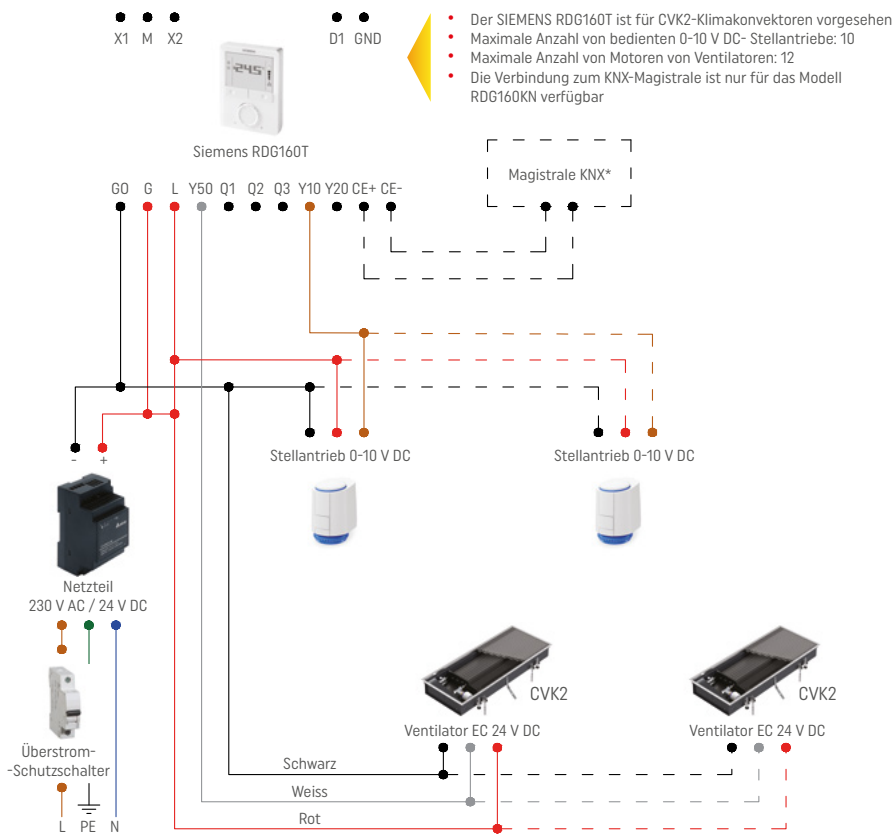 X1 M X2
D1 GND
• Der SIEMENS RDG160T ist für CVK2-Klimakonvektoren vorgesehen
• Maximale Anzahl von bedienten 0-10 V DC- Stellantriebe: 10
• Maximale Anzahl von Motoren von Ventilatoren: 12
• Die Verbindung zum KNX-Magistrale ist nur für das Modell
RDG160KN verfügbar
Siemens RDG160T
Magistrale KNX*
G0 G L Y50 Q1 Q2 Q3 Y10 Y20 CE+ CE-
- +
Stellantrieb 0-10 V DC
Stellantrieb 0-10 V DC
Netzteil
230 V AC / 24 V DC
CVK2
CVK2
Ventilator EC 24 V DC
Ventilator EC 24 V DC
Überstrom-
-Schutzschalter
Schwarz
Weiss
Rot
L PE N